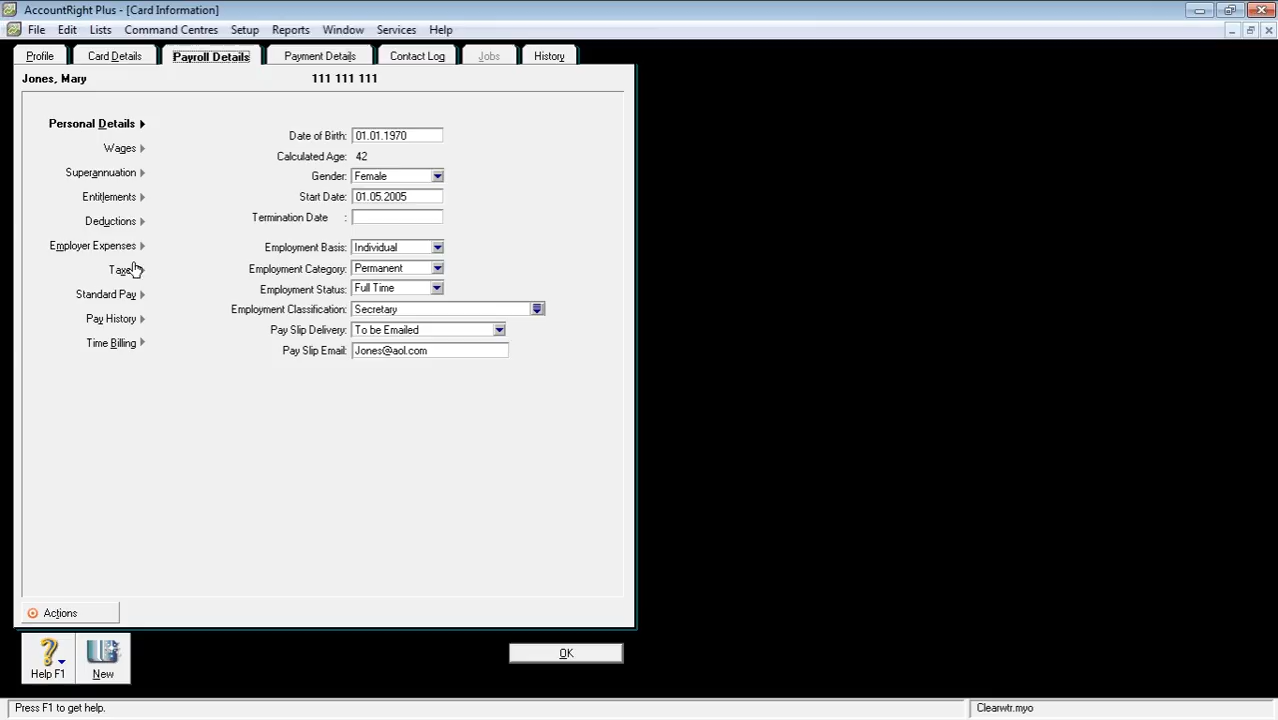 AccountRight Plus - [Card Information]
File Edit Lists Command Centres Setup Reports Window Services Help
Profile Card Details Payroll Details Payment Details Contact Log Jobs History
Jones, Mary 111 111 111
Personal Details
Wages
Superannuation
Entitlements
Deductions
Employer Expenses
Taxes
Standard Pay
Pay History
Time Billing
Date of Birth: 01.01.1970
Calculated Age: 42
Gender: Female
Start Date: 01.05.2005
Termination Date :
Employment Basis: Individual
Employment Category: Permanent
Employment Status: Full Time
Employment Classification: Secretary
Pay Slip Delivery: To be Emailed
Pay Slip Email: Jones@aol.com
Actions
Help F1 New OK
Press F1 to get help. Clearwtr.myo